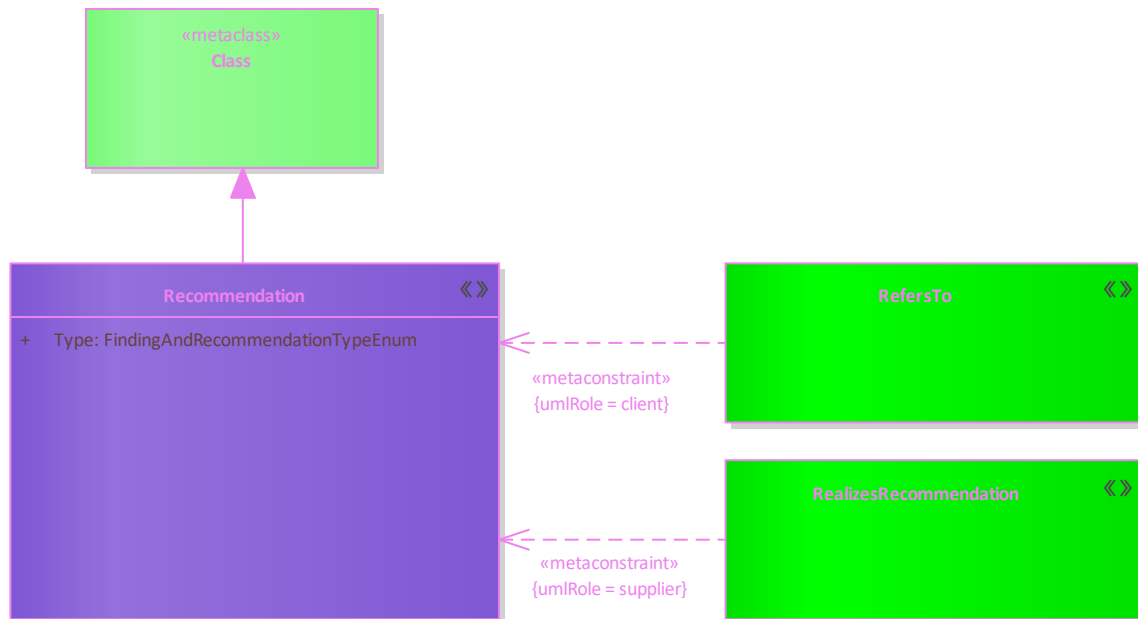 «metaclass»
Class
Recommendation
«»
+ Type: FindingAndRecommendationTypeEnum
RefersTo
«»
«metaconstraint»
{umlRole = client}
RealizesRecommendation
«»
«metaconstraint»
{umlRole = supplier}